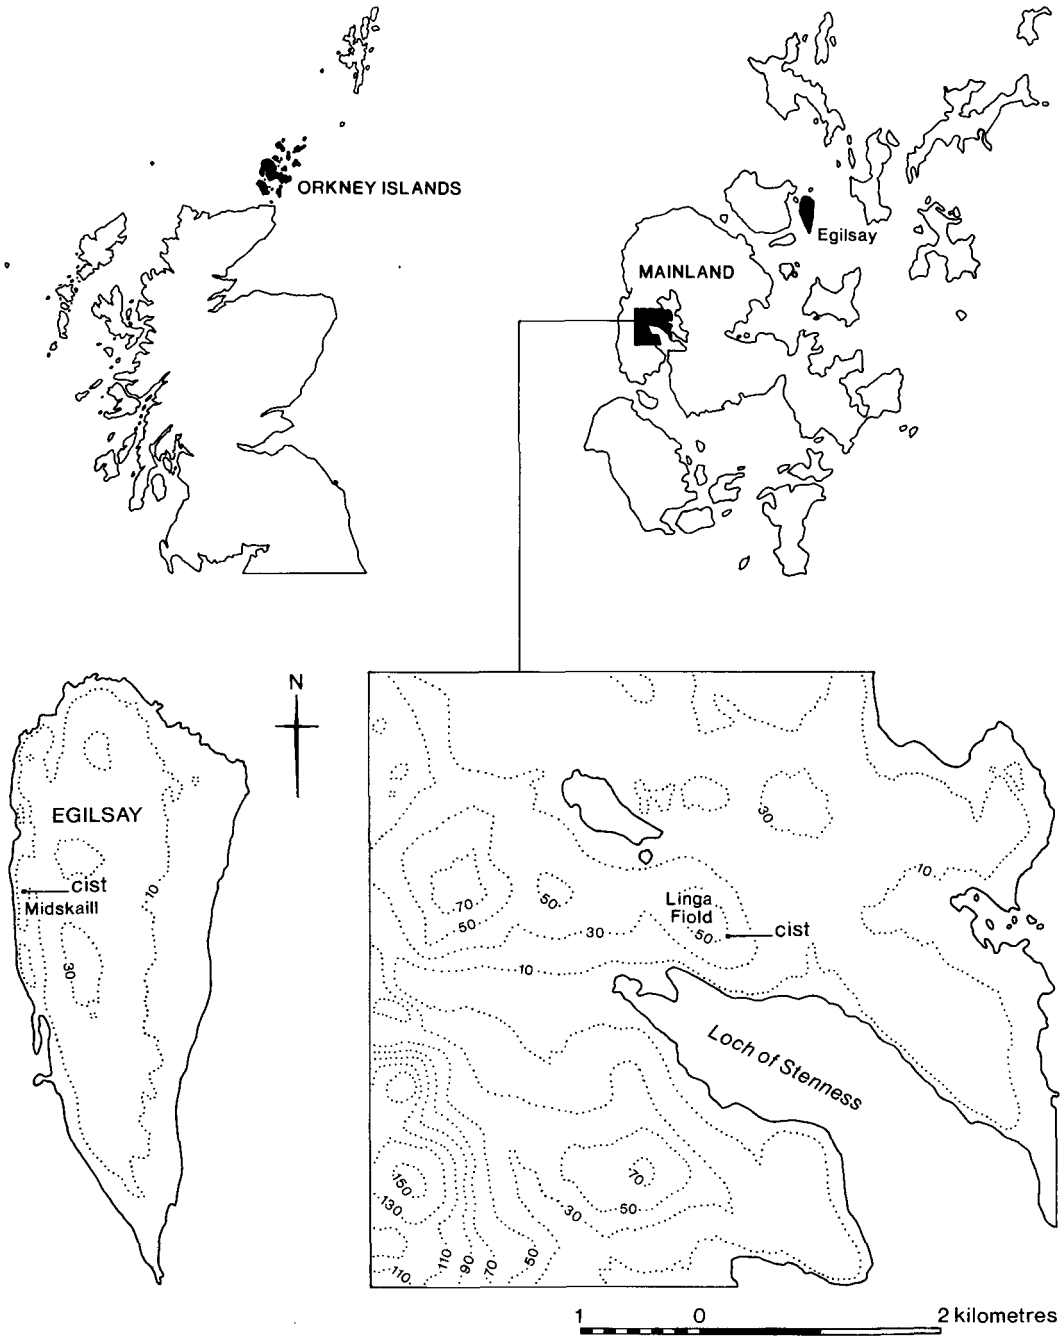 ORKNEY ISLANDS
Egilsay
MAINLAND
N
EGILSAY
10
cist
Midskaill
30
30
10
70
50
50
Linga
Fiold
50
cist
30
10
Loch of Stenness
150
130
110
110
90
70
50
30
70
50
1 0 2 kilometres